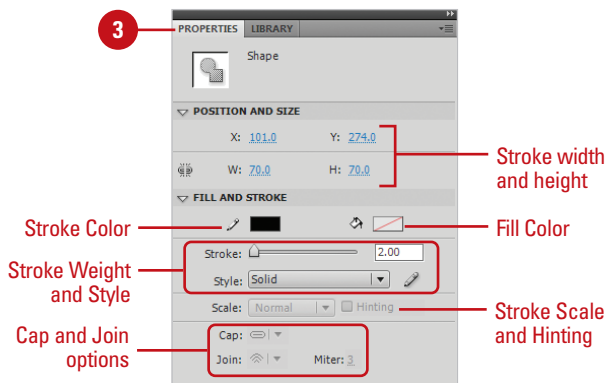 3
PROPERTIES LIBRARY
Shape
POSITION AND SIZE
X: 101.0 Y: 274.0
W: 70.0 H: 70.0
Stroke width
and height
FILL AND STROKE
Stroke Color
Fill Color
Stroke: 2.00
Style: Solid
Stroke Weight
and Style
Scale: Normal Hinting
Stroke Scale
and Hinting
Cap:
Join: Miter: 3
Cap and Join
options